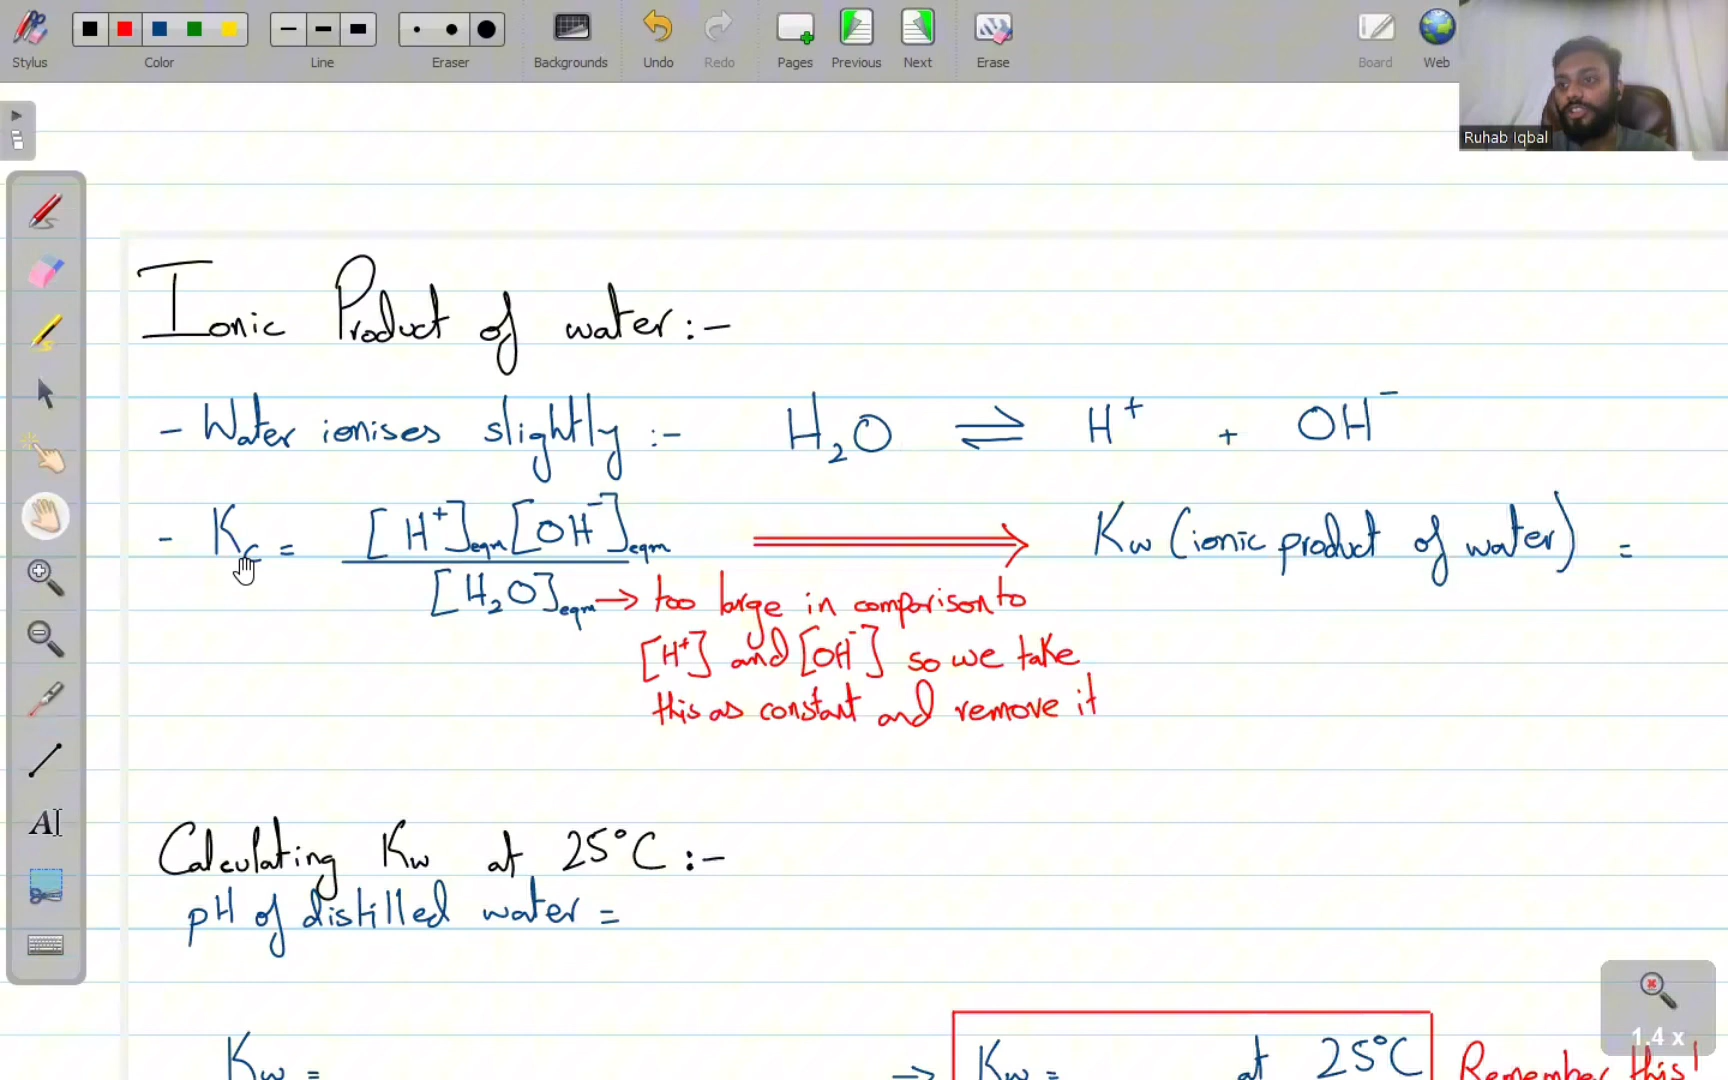 Stylus
Color
Line
Eraser
Backgrounds
Undo
Redo
Pages
Previous
Next
Erase
Board
Web
Ruhab Iqbal
Ionic Product of water:-
- Water ionises slightly:- H₂O ⇌ H⁺ + OH⁻
- Kc = [H⁺]eqm [OH⁻]eqm / [H₂O]eqm ⇒ Kw (ionic product of water) =
→ too large in comparison to
[H⁺] and [OH⁻] so we take
this as constant and remove it
Calculating Kw at 25°C:-
pH of distilled water =
Kw = → Kw = at 25°C Remember this!
1.4 x